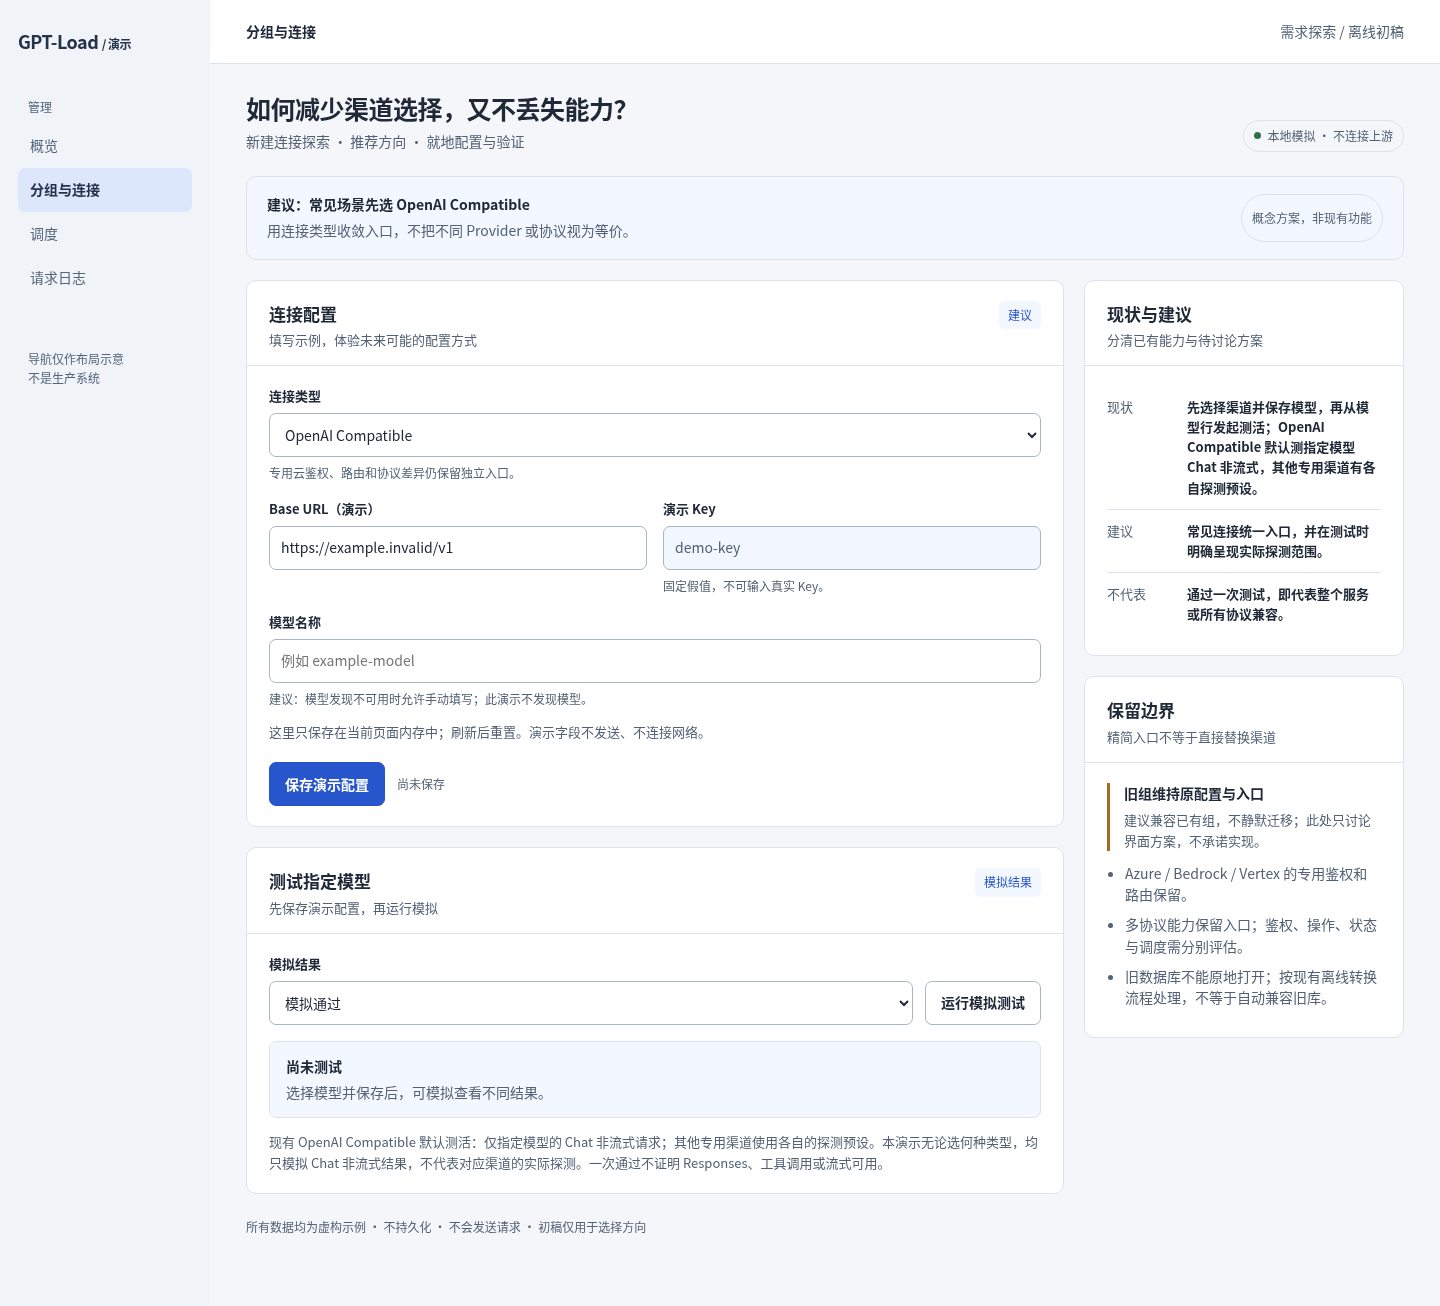 GPT-Load / 演示
管理
概览
分组与连接
调度
请求日志
导航仅作布局示意
不是生产系统
分组与连接
需求探索 / 离线初稿
如何减少渠道选择，又不丢失能力？
新建连接探索 · 推荐方向 · 就地配置与验证
本地模拟 · 不连接上游
建议：常见场景先选 OpenAI Compatible
用连接类型收敛入口，不把不同 Provider 或协议视为等价。
概念方案，非现有功能
连接配置
填写示例，体验未来可能的配置方式
建议
连接类型
OpenAI Compatible
专用云鉴权、路由和协议差异仍保留独立入口。
Base URL（演示）
https://example.invalid/v1
演示 Key
demo-key
固定假值，不可输入真实 Key。
模型名称
例如 example-model
建议：模型发现不可用时允许手动填写；此演示不发现模型。
这里只保存在当前页面内存中；刷新后重置。演示字段不发送、不连接网络。
保存演示配置
尚未保存
测试指定模型
先保存演示配置，再运行模拟
模拟结果
模拟结果
模拟通过
运行模拟测试
尚未测试
选择模型并保存后，可模拟查看不同结果。
现有 OpenAI Compatible 默认测活：仅指定模型的 Chat 非流式请求；其他专用渠道使用各自的探测预设。本演示无论选何种类型，均
只模拟 Chat 非流式结果，不代表对应渠道的实际探测。一次通过不证明 Responses、工具调用或流式可用。
所有数据均为虚构示例 · 不持久化 · 不会发送请求 · 初稿仅用于选择方向
现状与建议
分清已有能力与待讨论方案
现状
先选择渠道并保存模型，再从模
型行发起测活；OpenAI
Compatible 默认测指定模型
Chat 非流式，其他专用渠道有各
自探测预设。
建议
常见连接统一入口，并在测试时
明确呈现实际探测范围。
不代表
通过一次测试，即代表整个服务
或所有协议兼容。
保留边界
精简入口不等于直接替换渠道
旧组维持原配置与入口
建议兼容已有组，不静默迁移；此处只讨论
界面方案，不承诺实现。
Azure / Bedrock / Vertex 的专用鉴权和
路由保留。
多协议能力保留入口；鉴权、操作、状态
与调度需分别评估。
旧数据库不能原地打开；按现有离线转换
流程处理，不等于自动兼容旧库。